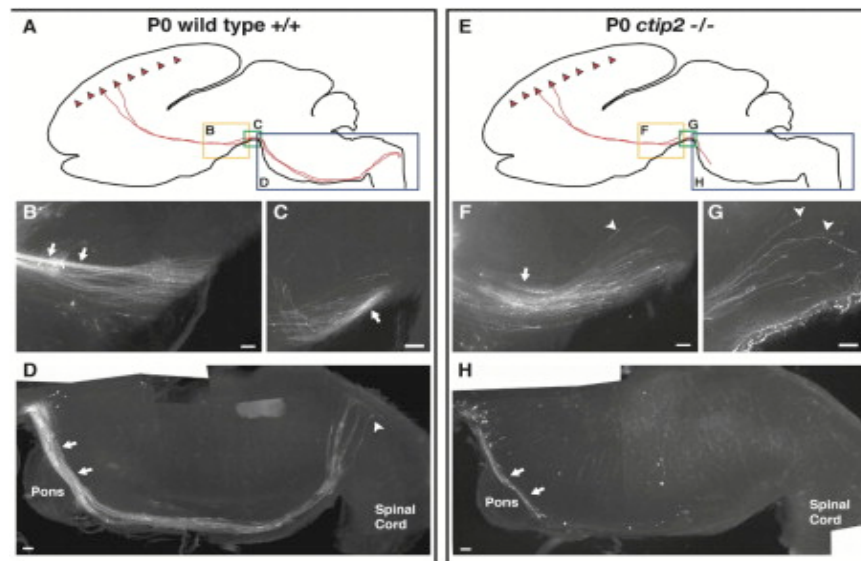 A P0 wild type +/+
B
C
D
B
C
D
Pons
Spinal
Cord
E P0 ctip2 -/-
F
G
H
F
G
H
Pons
Spinal
Cord